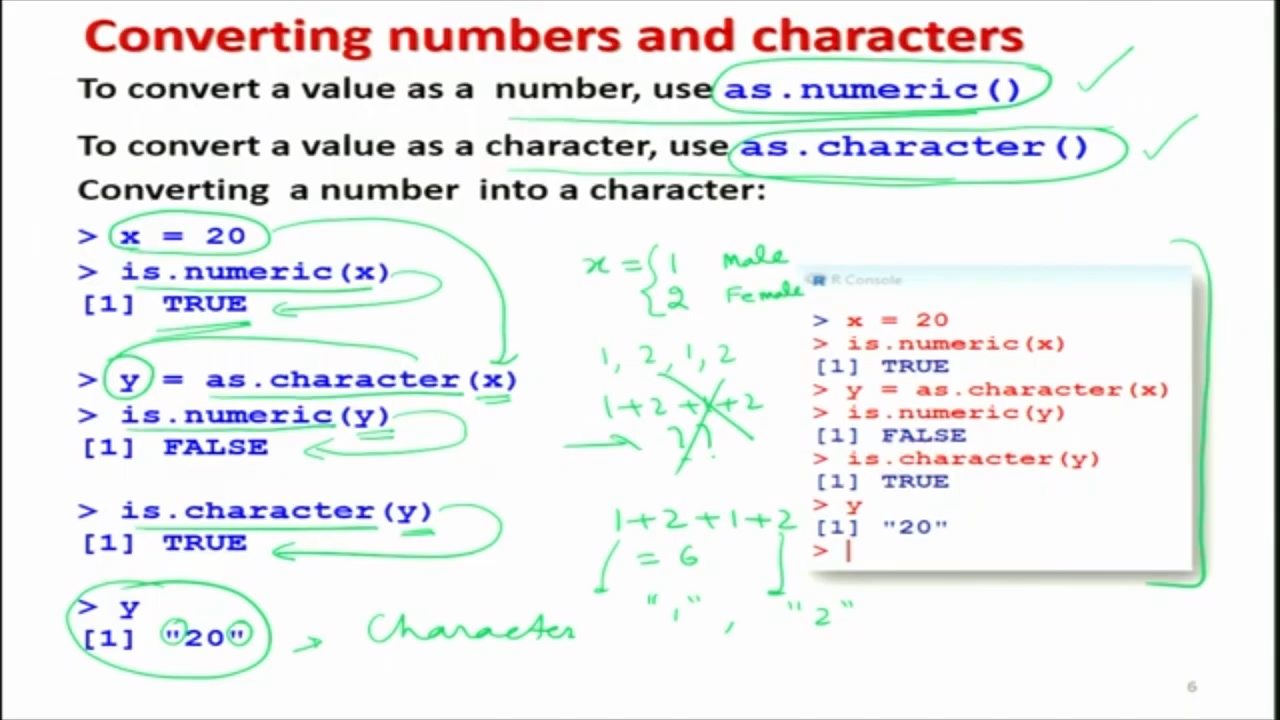 Converting numbers and characters
To convert a value as a number, use as.numeric()
To convert a value as a character, use as.character()
Converting a number into a character:
> x = 20
> is.numeric(x)
[1] TRUE
> y = as.character(x)
> is.numeric(y)
[1] FALSE
> is.character(y)
[1] TRUE
> y
[1] "20"
Character
x = { 1 male
2 Female
1, 2, 1, 2
1+2+1+2
??
1+2+1+2
= 6
"1", "2"
R Console
> x = 20
> is.numeric(x)
[1] TRUE
> y = as.character(x)
> is.numeric(y)
[1] FALSE
> is.character(y)
[1] TRUE
> y
[1] "20"
>
6